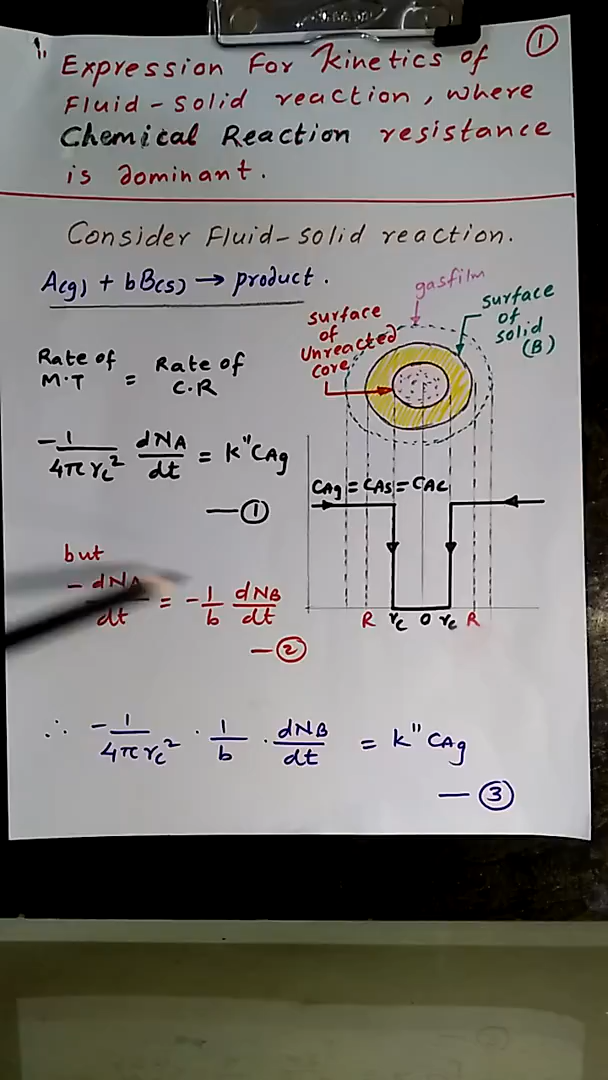 1.
①
Expression For Kinetics of
Fluid-Solid reaction, where
Chemical Reaction resistance
is dominant.
Consider Fluid-solid reaction.
A(g) + bB(s) → product.
gasfilm
surface
of
solid
(B)
surface
of
Unreacted
core
Rate of M.T = Rate of C.R
-1/4πrc² dNA/dt = k"CAg
—①
CAg = CAs = CAc
R rc O rc R
but
-dNA/dt = -1/b dNB/dt
—②
∴ -1/4πrc² · 1/b · dNB/dt = k" CAg
—③